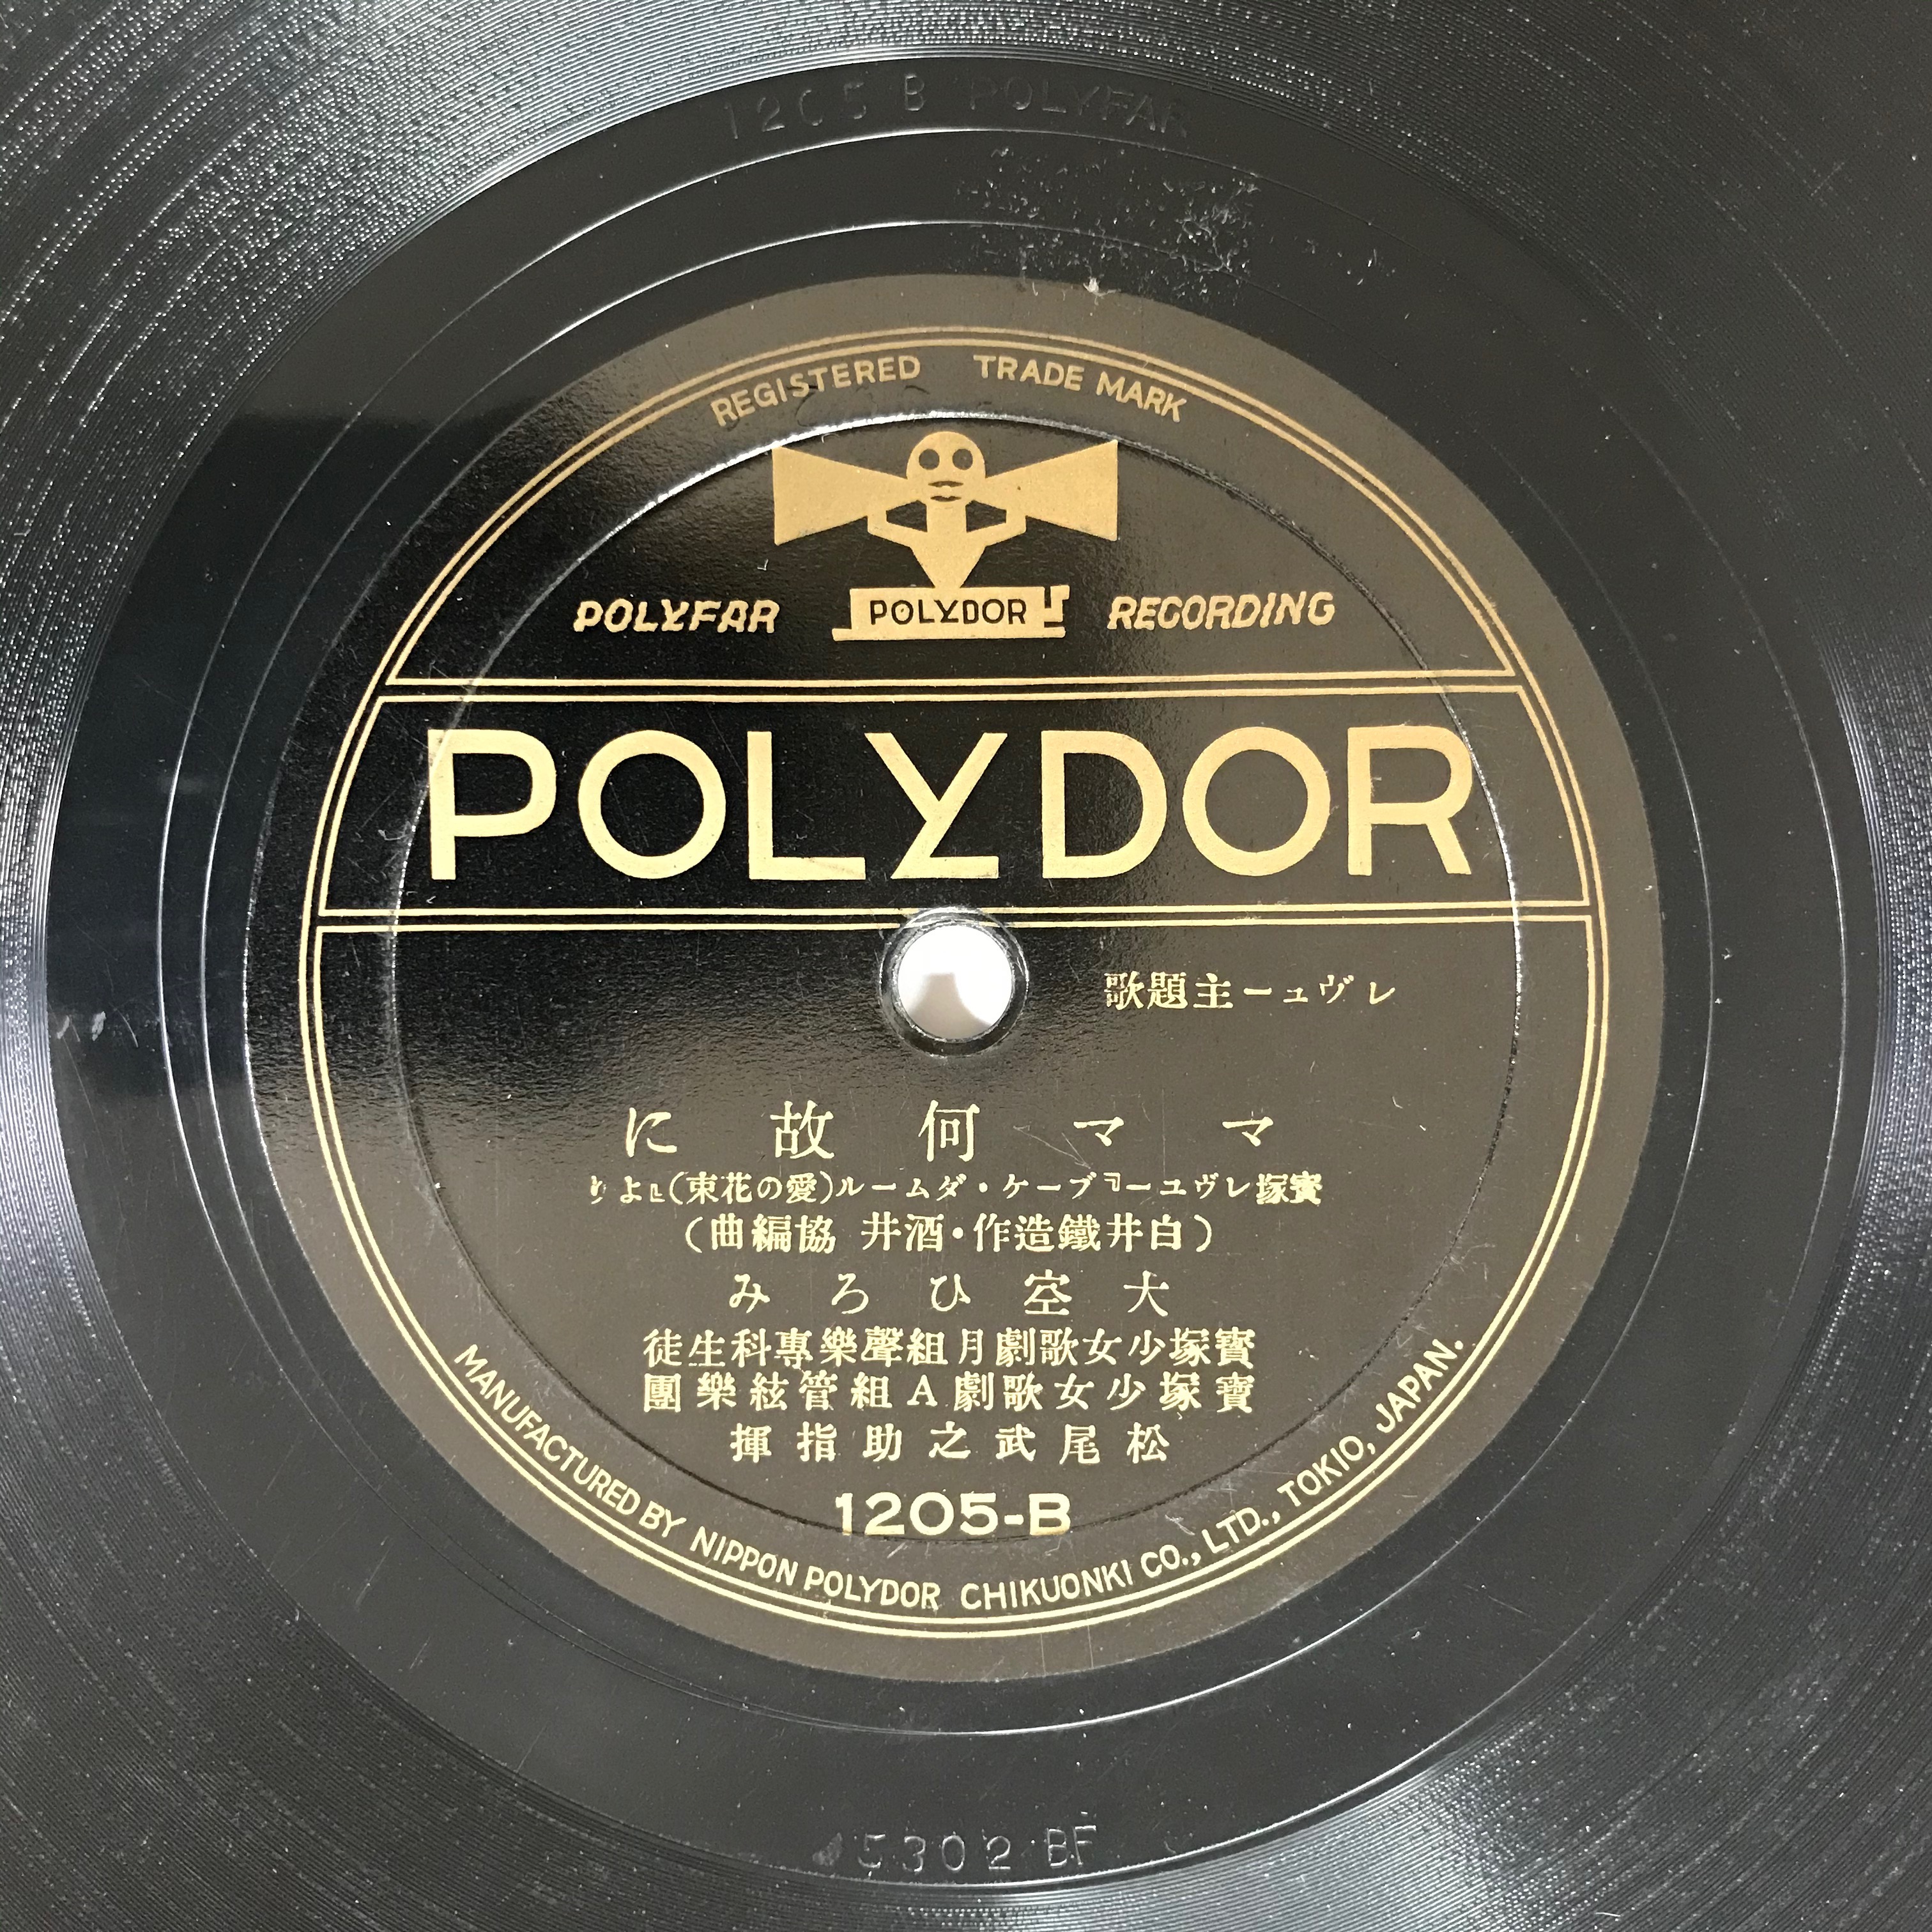 1205 B POLYFAR
REGISTERED TRADE MARK
POLYFAR POLYDOR RECORDING
POLYDOR
レヴュー主題歌
ママ何故に
寶塚レヴユー『ブーケ・ダムール(愛の花束)』より
(白井鐵造作・酒井 協編曲)
大空ひろみ
寶塚少女歌劇月組聲樂專科生徒
寶塚少女歌劇A組管絃樂團
松尾武之助指揮
1205-B
MANUFACTURED BY NIPPON POLYDOR CHIKUONKI CO., LTD., TOKIO, JAPAN.
5302 BF